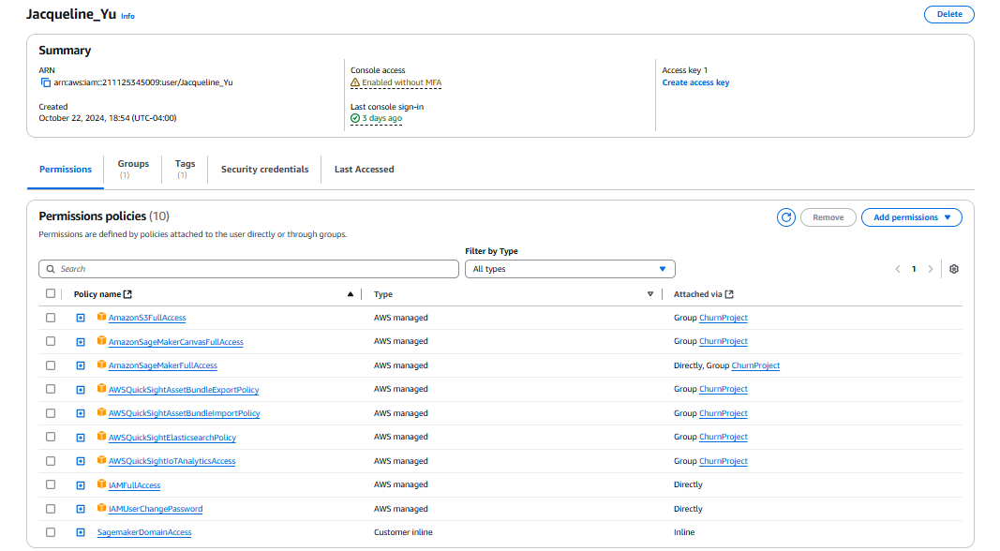 Jacqueline_Yu Info
Delete
Summary
ARN
arn:aws:iam::211125345009:user/Jacqueline_Yu
Created
October 22, 2024, 18:54 (UTC-04:00)
Console access
Enabled without MFA
Last console sign-in
3 days ago
Access key 1
Create access key
Permissions
Groups
(1)
Tags
(1)
Security credentials
Last Accessed
Permissions policies (10)
Permissions are defined by policies attached to the user directly or through groups.
Remove
Add permissions
Filter by Type
Search
All types
1
Policy name Type Attached via
AmazonS3FullAccess AWS managed Group ChurnProject
AmazonSageMakerCanvasFullAccess AWS managed Group ChurnProject
AmazonSageMakerFullAccess AWS managed Directly, Group ChurnProject
AWSQuickSightAssetBundleExportPolicy AWS managed Group ChurnProject
AWSQuickSightAssetBundleImportPolicy AWS managed Group ChurnProject
AWSQuickSightElasticsearchPolicy AWS managed Group ChurnProject
AWSQuickSightIoTAnalyticsAccess AWS managed Group ChurnProject
IAMFullAccess AWS managed Directly
IAMUserChangePassword AWS managed Directly
SagemakerDomainAccess Customer inline Inline